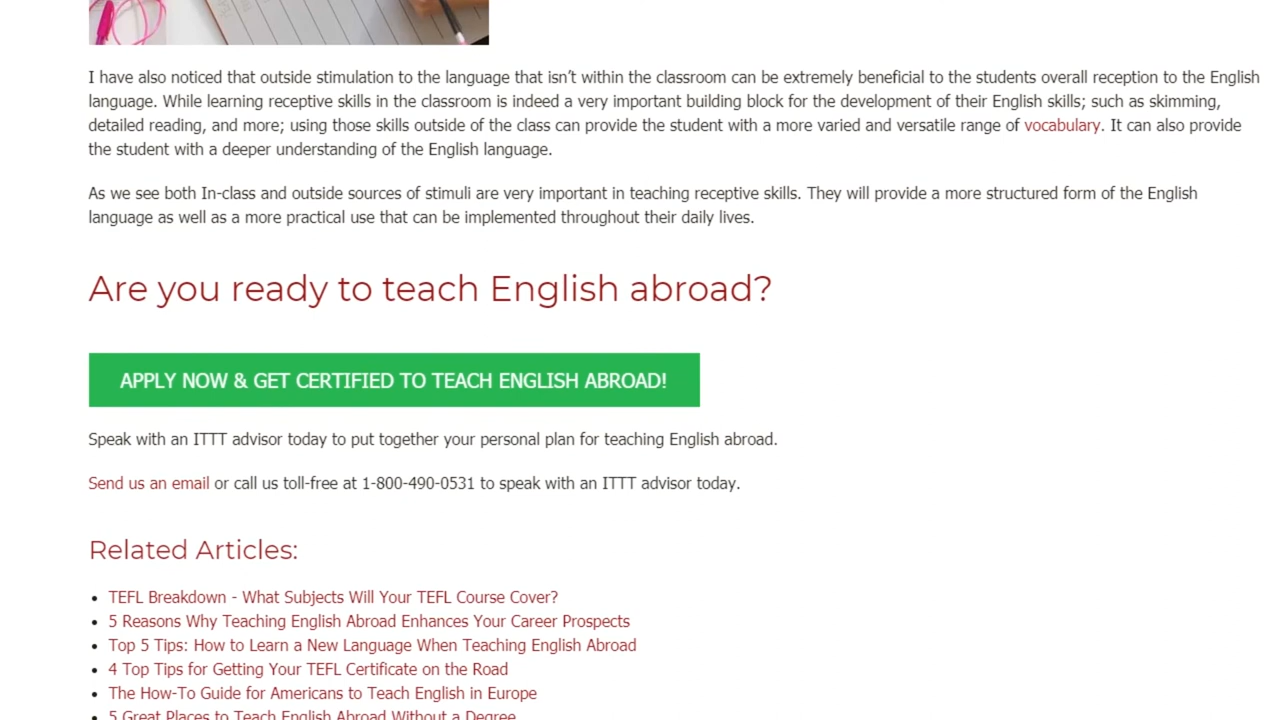 I have also noticed that outside stimulation to the language that isn’t within the classroom can be extremely beneficial to the students overall reception to the English
language. While learning receptive skills in the classroom is indeed a very important building block for the development of their English skills; such as skimming,
detailed reading, and more; using those skills outside of the class can provide the student with a more varied and versatile range of vocabulary. It can also provide
the student with a deeper understanding of the English language.
As we see both In-class and outside sources of stimuli are very important in teaching receptive skills. They will provide a more structured form of the English
language as well as a more practical use that can be implemented throughout their daily lives.
Are you ready to teach English abroad?
APPLY NOW & GET CERTIFIED TO TEACH ENGLISH ABROAD!
Speak with an ITTT advisor today to put together your personal plan for teaching English abroad.
Send us an email or call us toll-free at 1-800-490-0531 to speak with an ITTT advisor today.
Related Articles:
• TEFL Breakdown - What Subjects Will Your TEFL Course Cover?
• 5 Reasons Why Teaching English Abroad Enhances Your Career Prospects
• Top 5 Tips: How to Learn a New Language When Teaching English Abroad
• 4 Top Tips for Getting Your TEFL Certificate on the Road
• The How-To Guide for Americans to Teach English in Europe
• 5 Great Places to Teach English Abroad Without a Degree